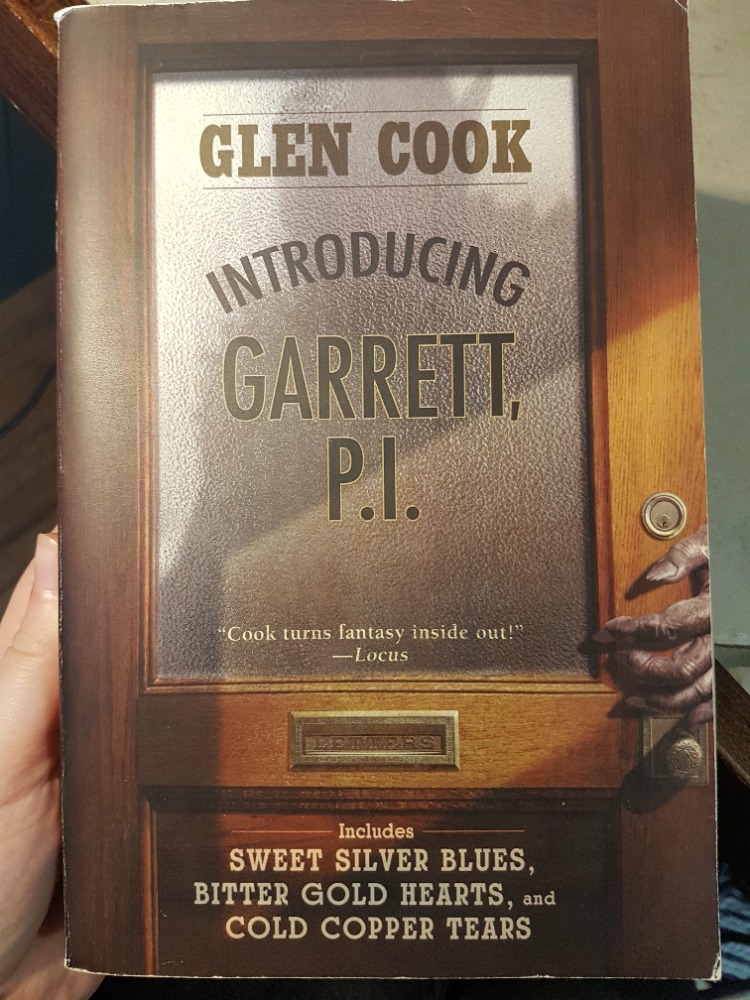 GLEN COOK
INTRODUCING
GARRETT,
P.I.
“Cook turns fantasy inside out!”
—Locus
LETTERS
Includes
SWEET SILVER BLUES,
BITTER GOLD HEARTS, and
COLD COPPER TEARS